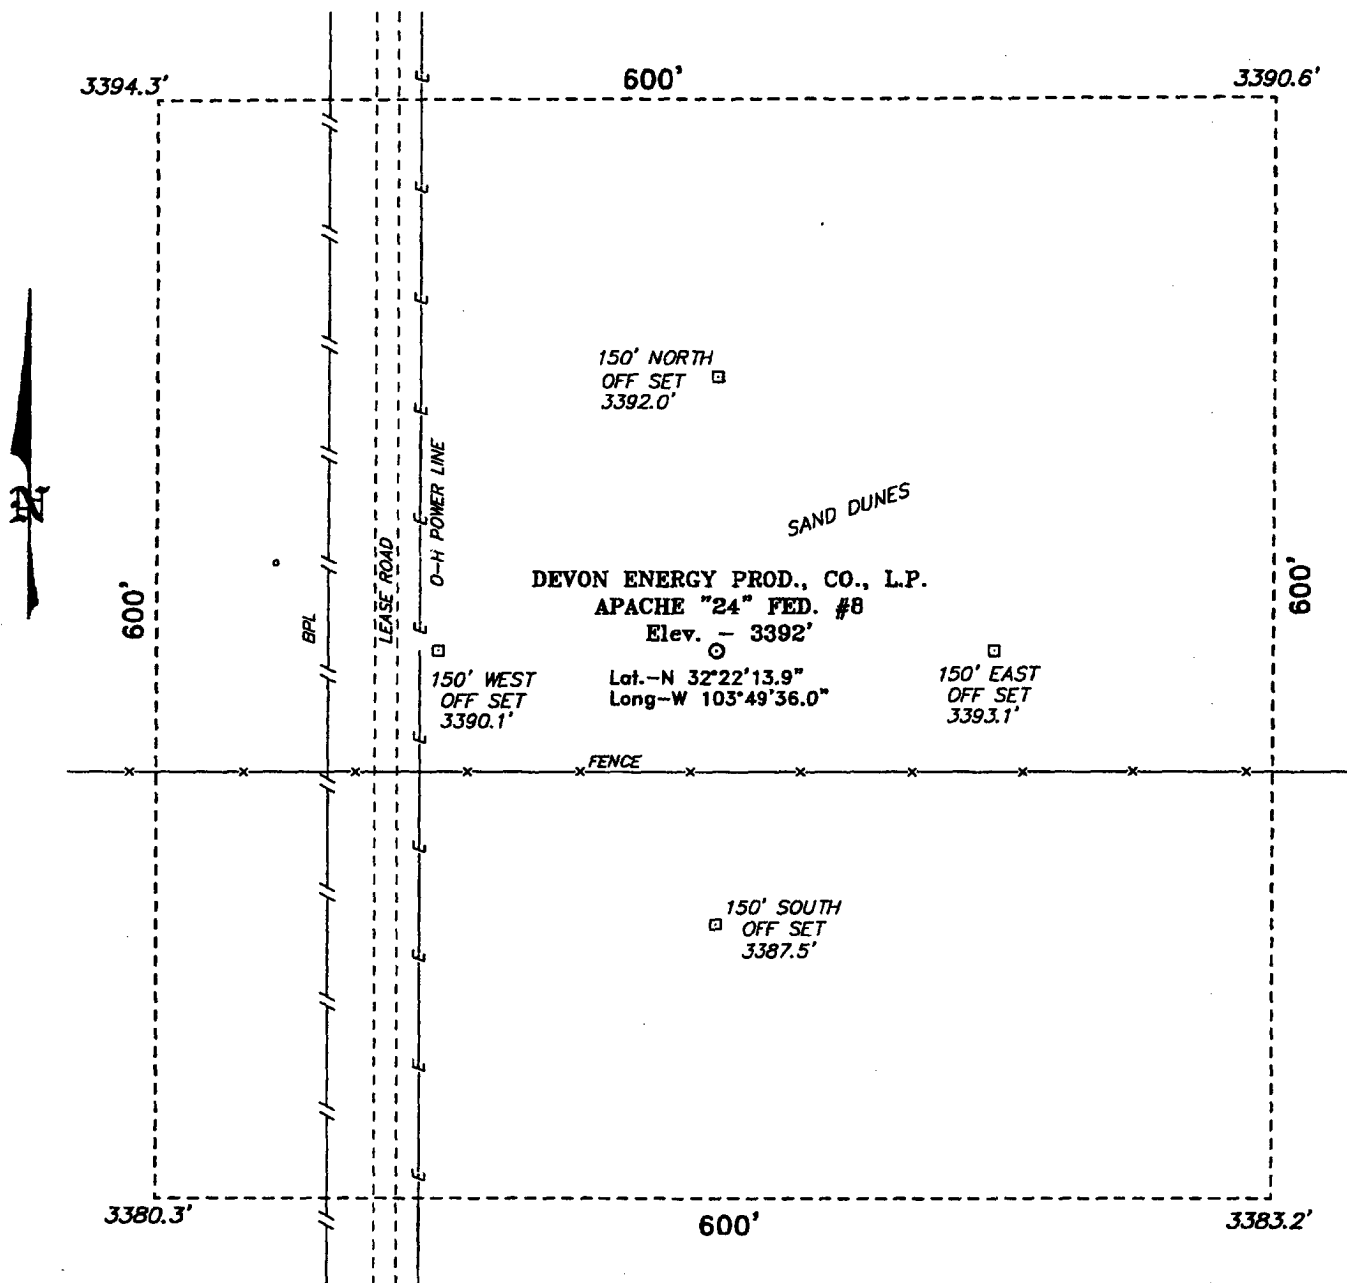 600'
3394.3'
3390.6'
150' NORTH
OFF SET
3392.0'
O-H POWER LINE
SAND DUNES
LEASE ROAD
BPL
600'
600'
DEVON ENERGY PROD., CO., L.P.
APACHE "24" FED. #8
Elev. - 3392'
Lat.-N 32°22'13.9"
Long-W 103°49'36.0"
150' WEST
OFF SET
3390.1'
150' EAST
OFF SET
3393.1'
FENCE
150' SOUTH
OFF SET
3387.5'
3380.3'
600'
3383.2'